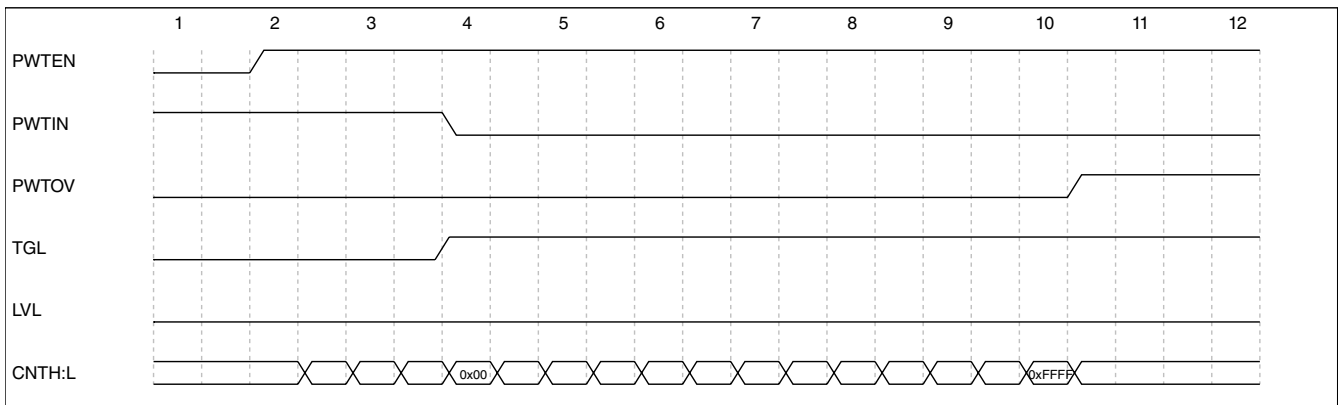 1 2 3 4 5 6 7 8 9 10 11 12
PWTEN
PWTIN
PWTOV
TGL
LVL
CNTH:L 0x00 0xFFFF